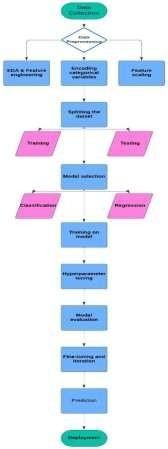 Data
Collection
Data
Preprocessing
EDA & Feature
engineering
Encoding
categorical
variables
Feature
scaling
Splitting the
datset
Training
Testing
Model selection
Classification
Regression
Training on
model
Hyperparameter
tuning
Model
evaluation
Fine-tuning and
iteration
Prediction
Deployment